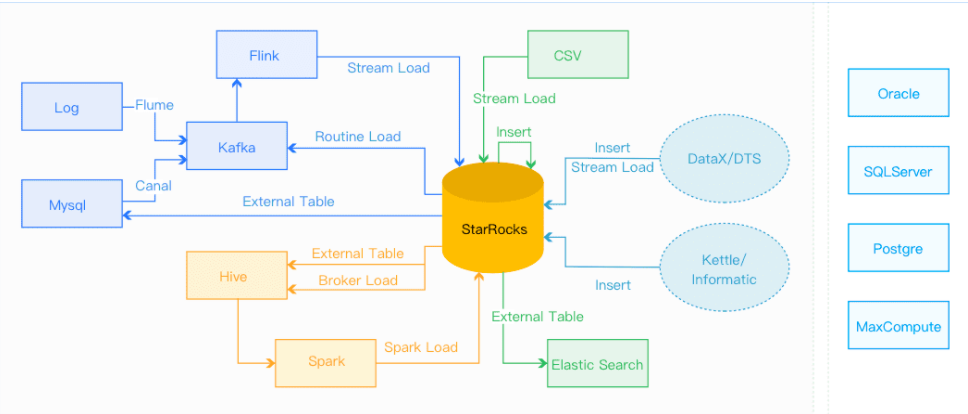 Flink
CSV
Stream Load
Oracle
Log
Flume
Stream Load
Kafka
Routine Load
Insert
Insert
Stream Load
DataX/DTS
SQLServer
Canal
Mysql
External Table
StarRocks
Postgre
External Table
Hive
Broker Load
Kettle/
Informatic
Insert
External Table
MaxCompute
Spark
Spark Load
Elastic Search